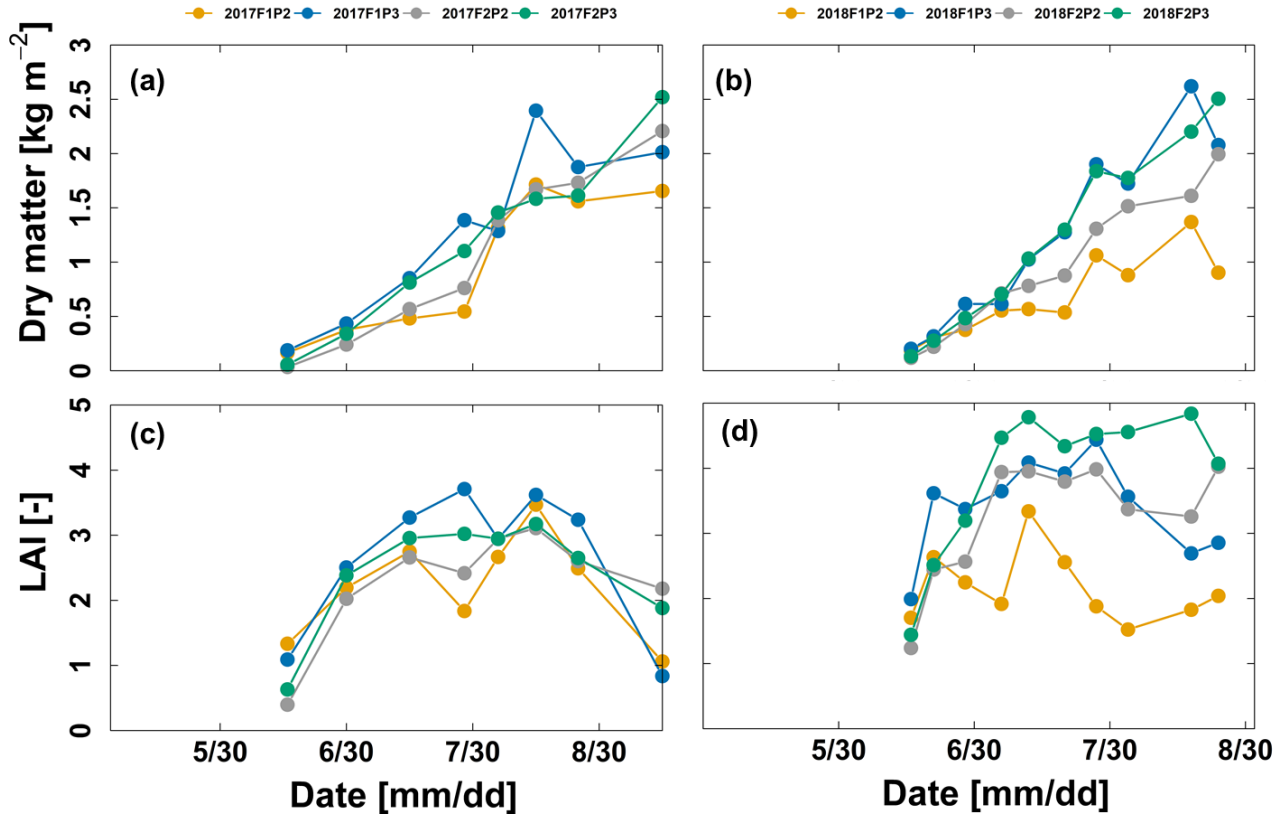 2017F1P2 2017F1P3 2017F2P2 2017F2P3
2018F1P2 2018F1P3 2018F2P2 2018F2P3
Dry matter [kg m⁻²]
3
2.5
2
1.5
1
0.5
0
(a)
(b)
LAI [-]
5
4
3
2
1
0
(c)
(d)
5/30 6/30 7/30 8/30
5/30 6/30 7/30 8/30
Date [mm/dd]
Date [mm/dd]